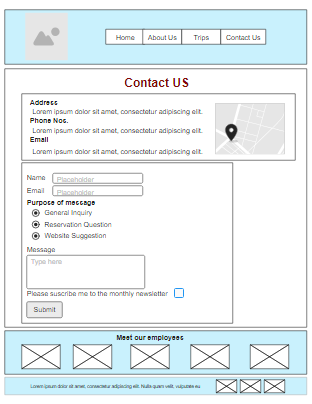 Home About Us Trips Contact Us
Contact US
Address
Lorem ipsum dolor sit amet, consectetur adipiscing elit.
Phone Nos.
Lorem ipsum dolor sit amet, consectetur adipiscing elit.
Email
Lorem ipsum dolor sit amet, consectetur adipiscing elit.
Name Placeholder
Email Placeholder
Purpose of message
General Inquiry
Reservation Question
Website Suggestion
Message
Type here
Please suscribe me to the monthly newsletter
Submit
Meet our employees
Lorem ipsum dolor sit amet, consectetur adipiscing elit. Nulla quam velit, vulputate eu